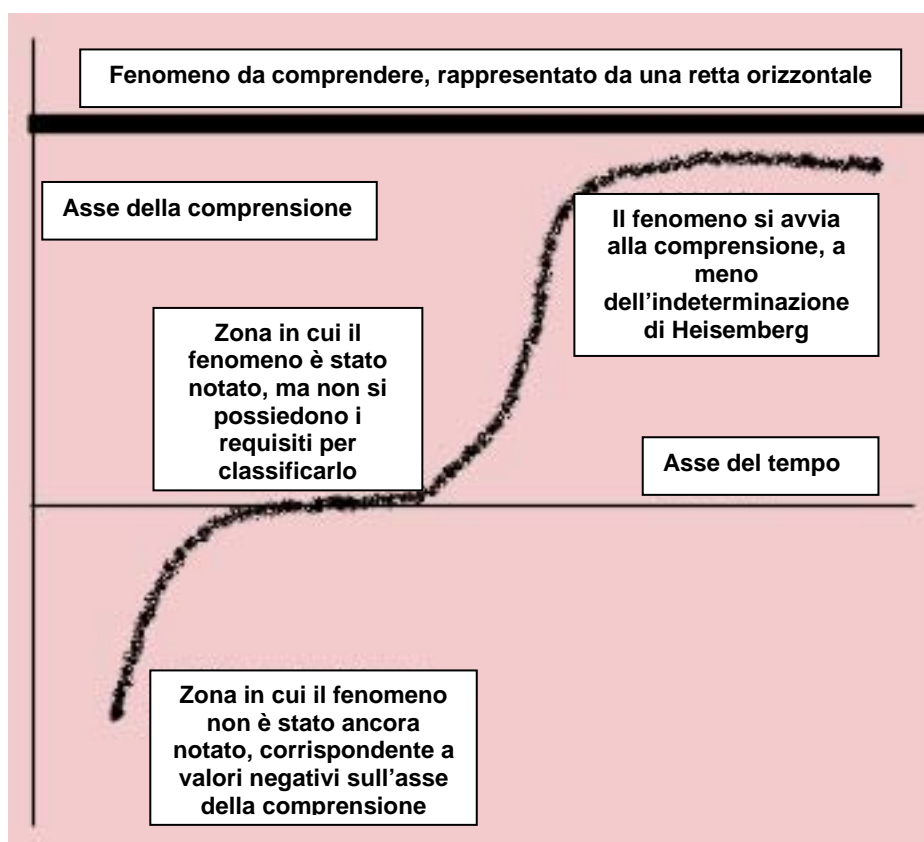 Fenomeno da comprendere, rappresentato da una retta orizzontale
Asse della comprensione
Il fenomeno si avvia
alla comprensione, a
meno
dell'indeterminazione
di Heisemberg
Zona in cui il
fenomeno è stato
notato, ma non si
possiedono i
requisiti per
classificarlo
Asse del tempo
Zona in cui il fenomeno
non è stato ancora
notato, corrispondente a
valori negativi sull'asse
della comprensione